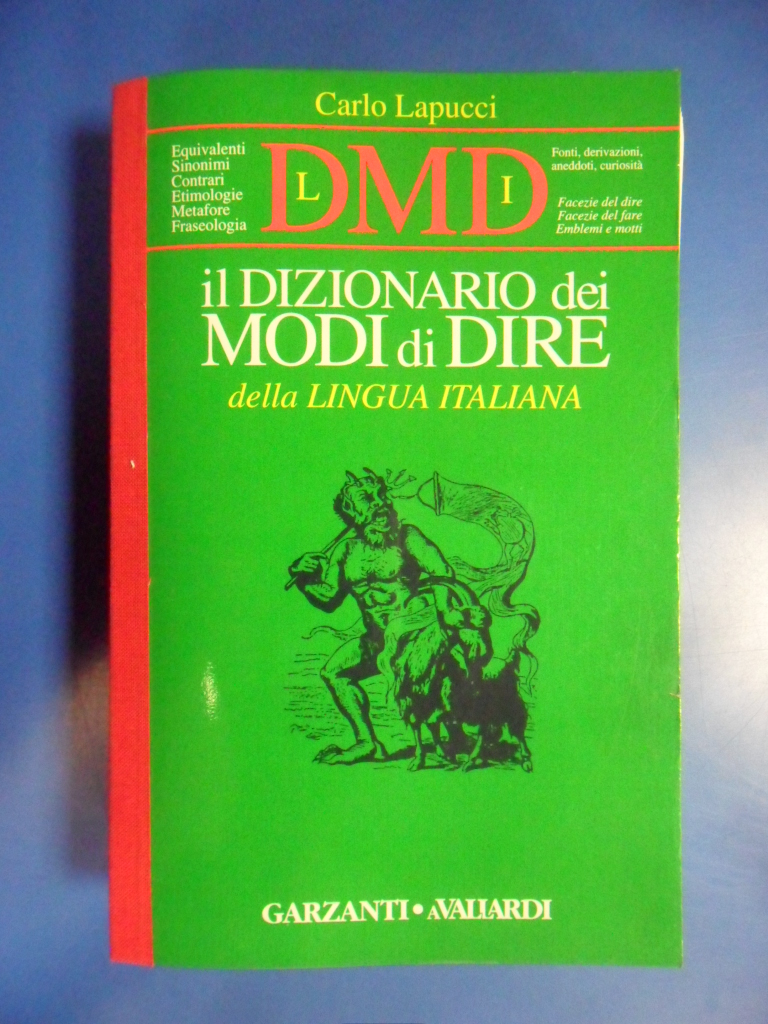 Carlo Lapucci
Equivalenti
Sinonimi
Contrari
Etimologie
Metafore
Fraseologia
DMD
L I
Fonti, derivazioni,
aneddoti, curiosità
Facezie del dire
Facezie del fare
Emblemi e motti
il DIZIONARIO dei
MODI di DIRE
della LINGUA ITALIANA
GARZANTI • A.VALLARDI